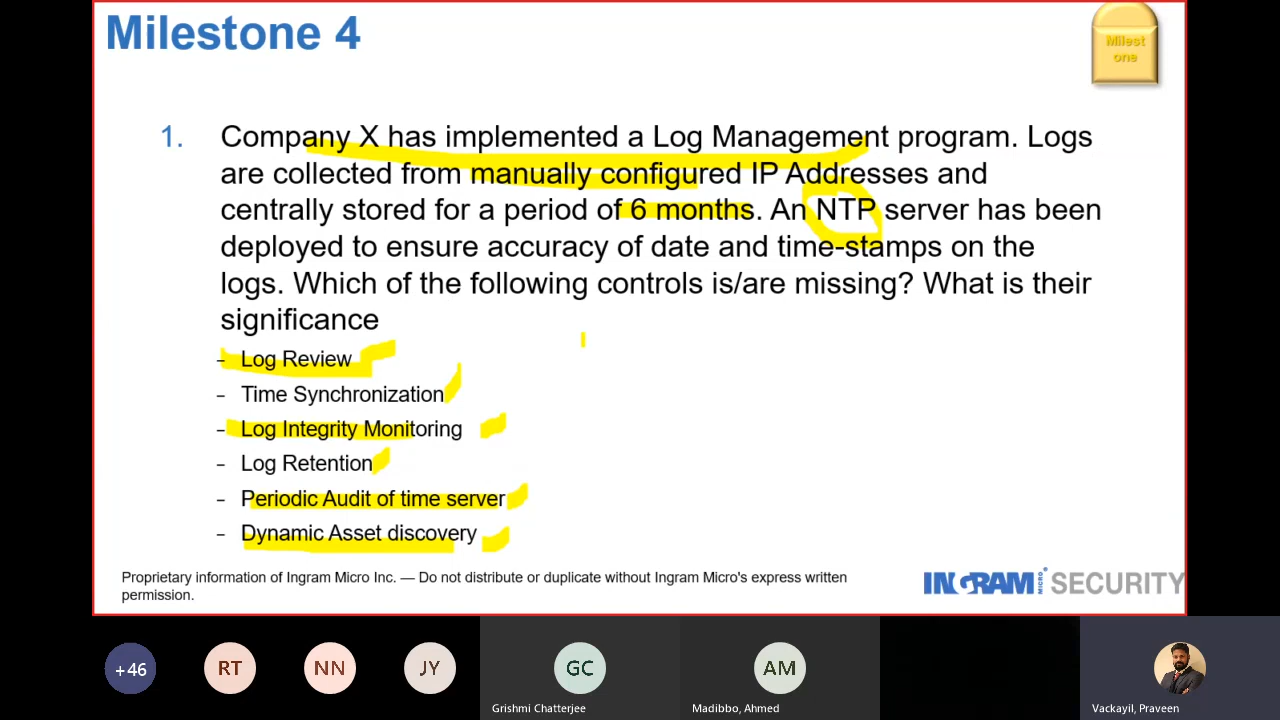 Milestone 4
Milest
one
1. Company X has implemented a Log Management program. Logs
are collected from manually configured IP Addresses and
centrally stored for a period of 6 months. An NTP server has been
deployed to ensure accuracy of date and time-stamps on the
logs. Which of the following controls is/are missing? What is their
significance
– Log Review
– Time Synchronization
– Log Integrity Monitoring
– Log Retention
– Periodic Audit of time server
– Dynamic Asset discovery
Proprietary information of Ingram Micro Inc. — Do not distribute or duplicate without Ingram Micro's express written
permission.
INGRAM MICRO SECURITY
+46 RT NN JY GC AM
Grishmi Chatterjee Madibbo, Ahmed Vackayil, Praveen